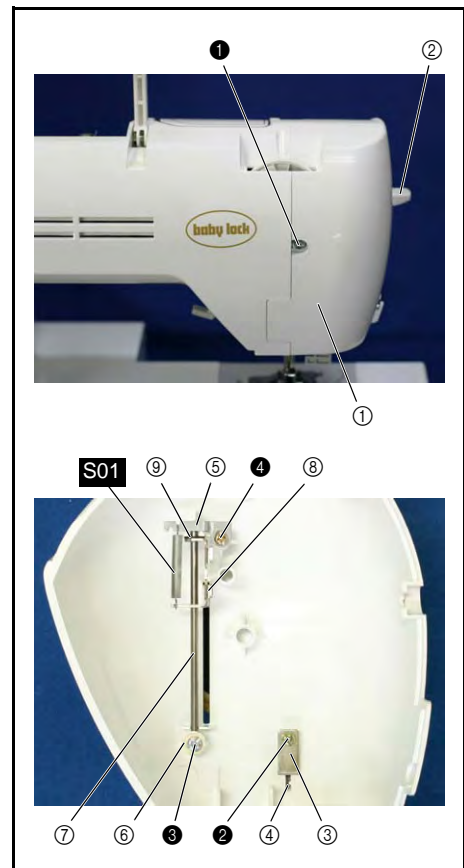 ❶ ②
baby lock
①
S01 ⑨ ⑤ ❹ ⑧
⑦ ⑥ ❸ ❷ ④ ③